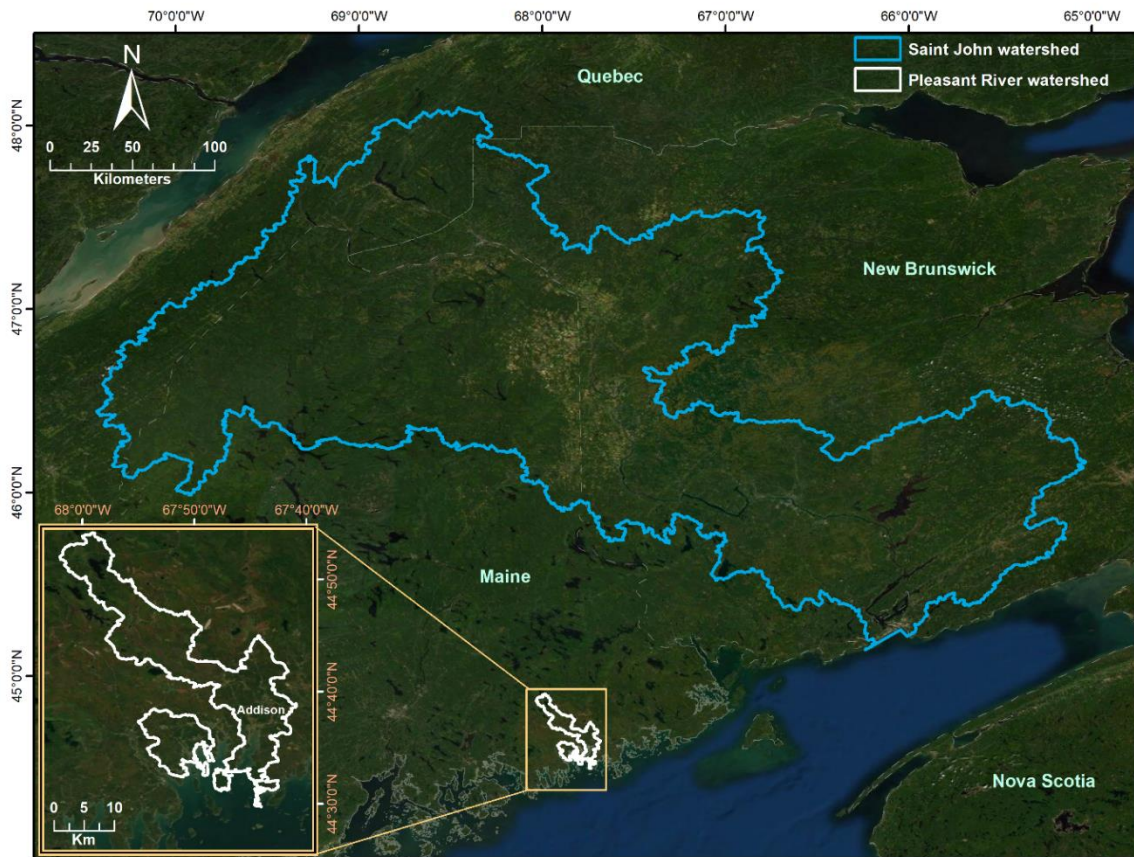 70°0'0"W 69°0'0"W 68°0'0"W 67°0'0"W 66°0'0"W 65°0'0"W
Saint John watershed
Pleasant River watershed
N
0 25 50 100
Kilometers
Quebec
New Brunswick
Maine
Nova Scotia
48°0'0"N
47°0'0"N
46°0'0"N
45°0'0"N
68°0'0"W 67°50'0"W 67°40'0"W
44°50'0"N
44°40'0"N
44°30'0"N
Addison
0 5 10
Km